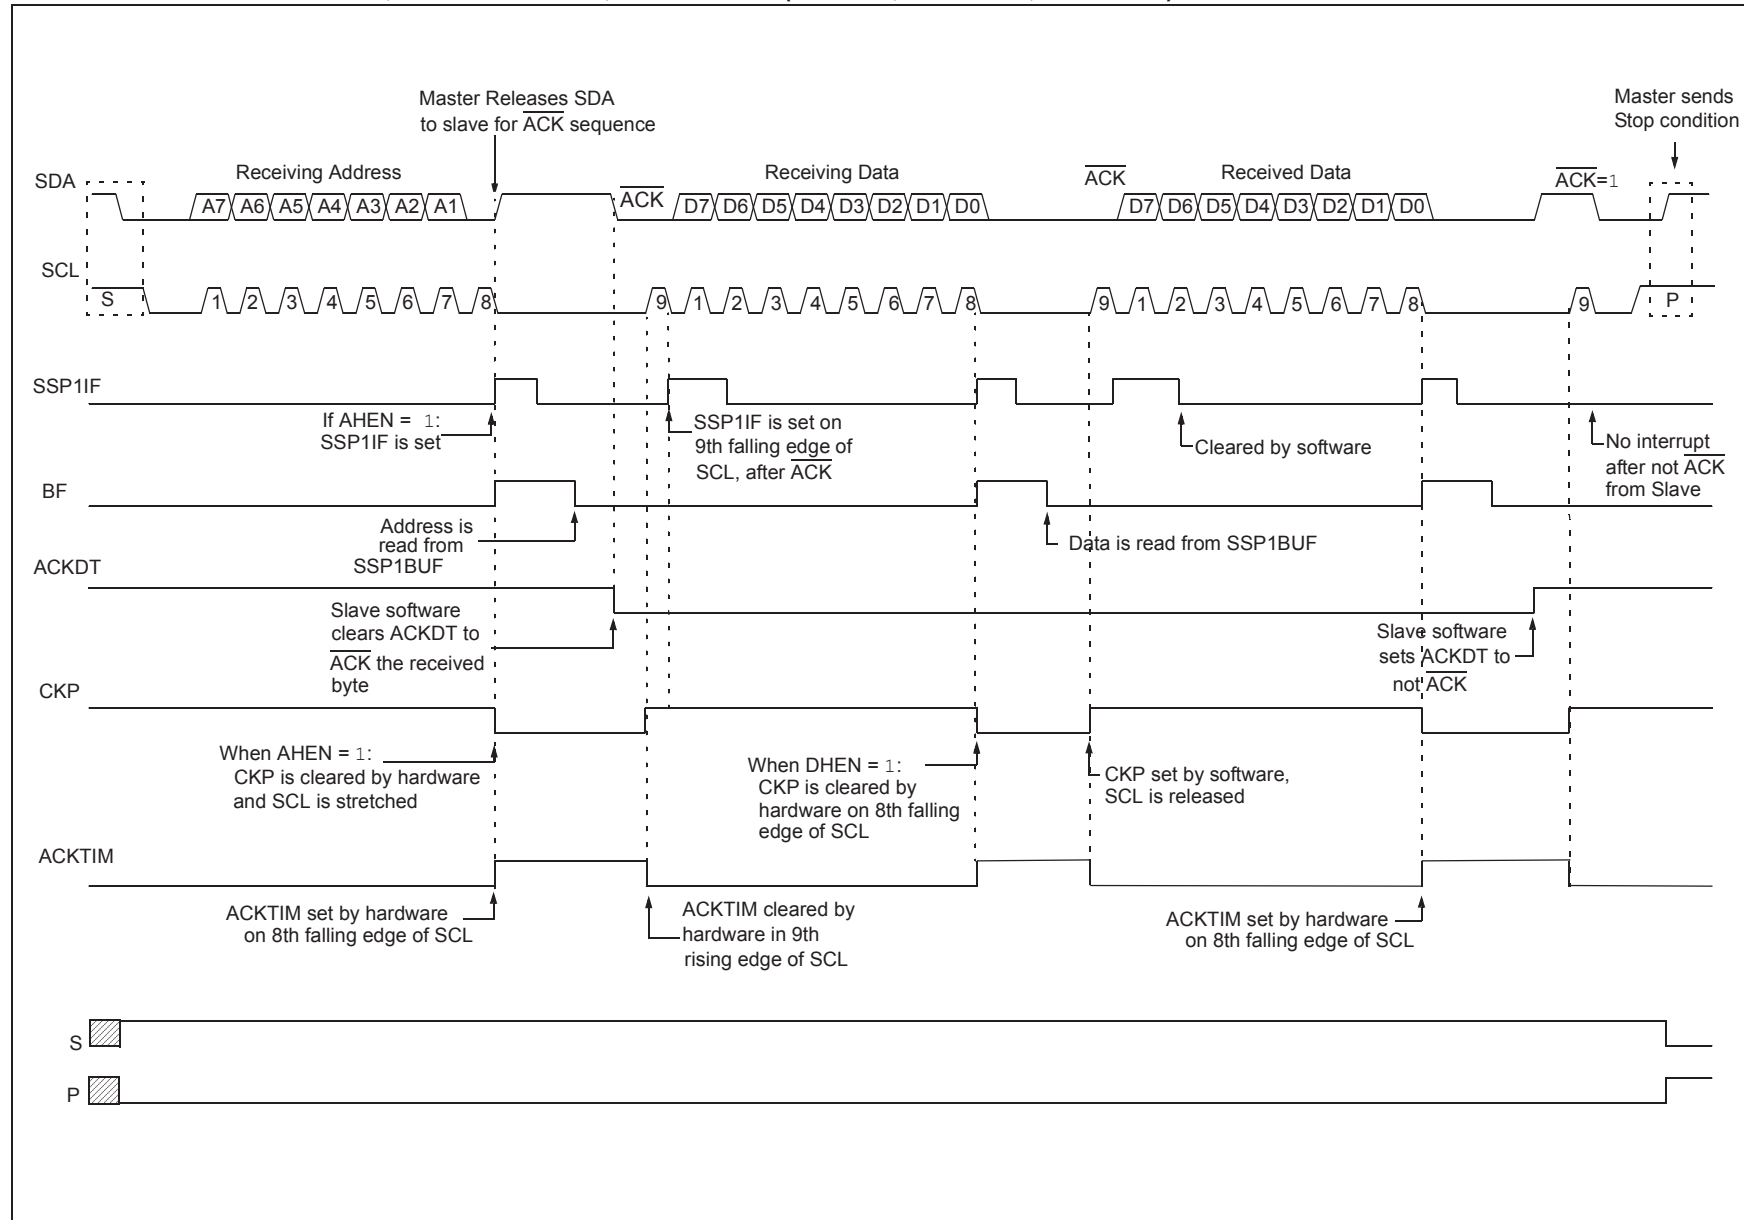 Master Releases SDA
to slave for ACK sequence
Master sends
Stop condition
SDA
Receiving Address
A7 A6 A5 A4 A3 A2 A1
ACK
Receiving Data
D7 D6 D5 D4 D3 D2 D1 D0
ACK
Received Data
D7 D6 D5 D4 D3 D2 D1 D0
ACK=1
SCL
S
1 2 3 4 5 6 7 8
9 1 2 3 4 5 6 7 8
9 1 2 3 4 5 6 7 8
9
P
SSP1IF
If AHEN = 1:
SSP1IF is set
SSP1IF is set on
9th falling edge of
SCL, after ACK
Cleared by software
No interrupt
after not ACK
from Slave
BF
Address is
read from
SSP1BUF
Data is read from SSP1BUF
ACKDT
Slave software
clears ACKDT to
ACK the received
byte
Slave software
sets ACKDT to
not ACK
CKP
When AHEN = 1:
CKP is cleared by hardware
and SCL is stretched
When DHEN = 1:
CKP is cleared by
hardware on 8th falling
edge of SCL
CKP set by software,
SCL is released
ACKTIM
ACKTIM set by hardware
on 8th falling edge of SCL
ACKTIM cleared by
hardware in 9th
rising edge of SCL
ACKTIM set by hardware
on 8th falling edge of SCL
S
P